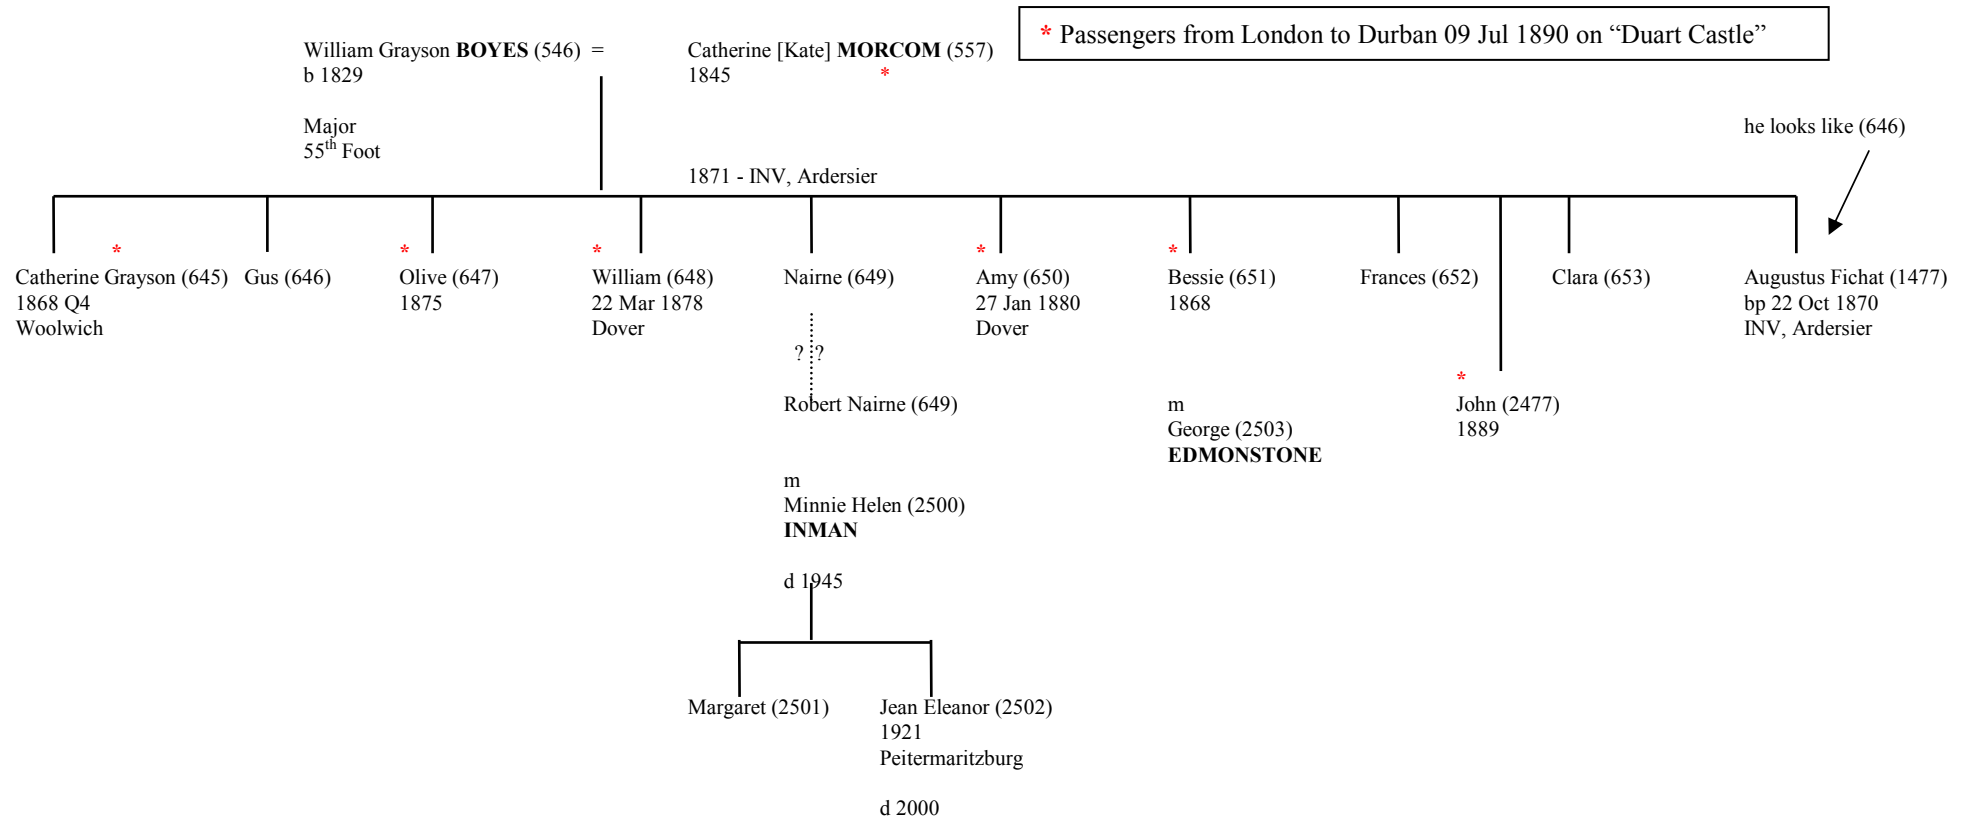 William Grayson BOYES (546) =
b 1829
Major
55th Foot
Catherine [Kate] MORCOM (557)
1845
*
1871 - INV, Ardersier
* Passengers from London to Durban 09 Jul 1890 on “Duart Castle”
he looks like (646)
*
Catherine Grayson (645)
1868 Q4
Woolwich
Gus (646)
*
Olive (647)
1875
*
William (648)
22 Mar 1878
Dover
Nairne (649)
? ?
Robert Nairne (649)
m
Minnie Helen (2500)
INMAN
d 1945
*
Amy (650)
27 Jan 1880
Dover
*
Bessie (651)
1868
m
George (2503)
EDMONSTONE
Frances (652)
*
John (2477)
1889
Clara (653)
Augustus Fichat (1477)
bp 22 Oct 1870
INV, Ardersier
Margaret (2501)
Jean Eleanor (2502)
1921
Peitermaritzburg
d 2000